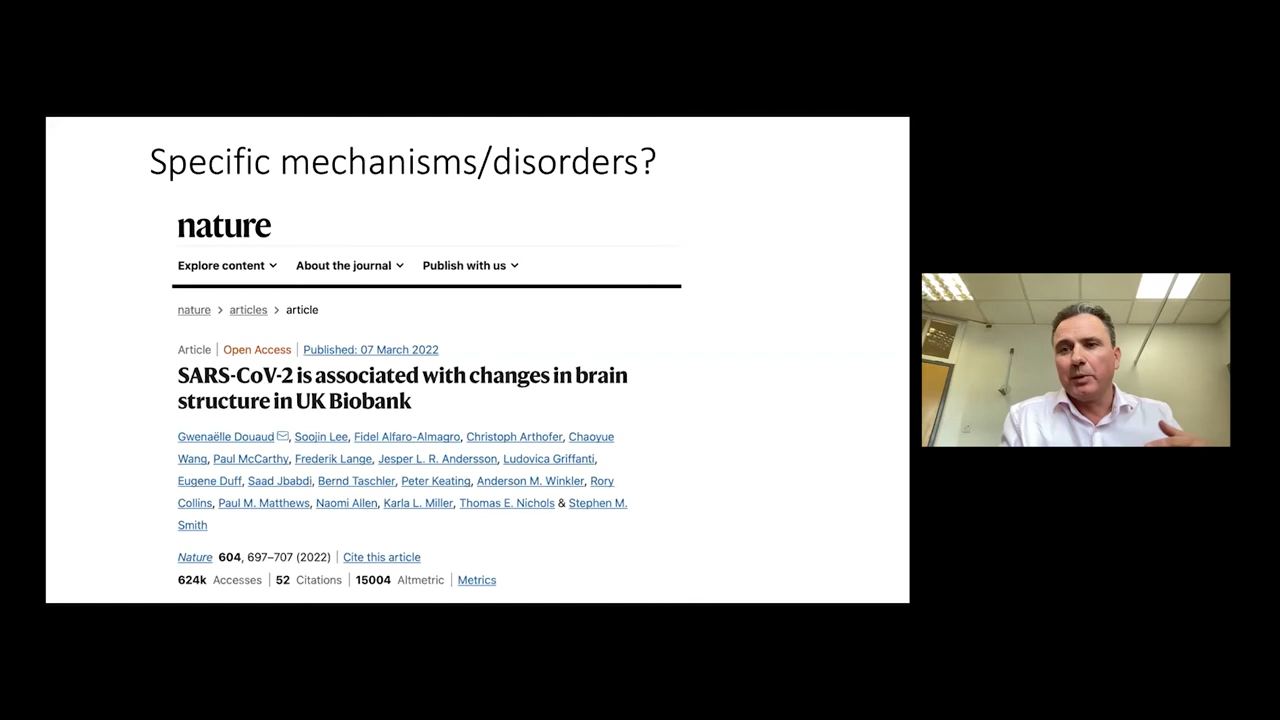 Specific mechanisms/disorders?
nature
Explore content About the journal Publish with us
nature > articles > article
Article | Open Access | Published: 07 March 2022
SARS-CoV-2 is associated with changes in brain
structure in UK Biobank
Gwenaëlle Douaud, Soojin Lee, Fidel Alfaro-Almagro, Christoph Arthofer, Chaoyue
Wang, Paul McCarthy, Frederik Lange, Jesper L. R. Andersson, Ludovica Griffanti,
Eugene Duff, Saad Jbabdi, Bernd Taschler, Peter Keating, Anderson M. Winkler, Rory
Collins, Paul M. Matthews, Naomi Allen, Karla L. Miller, Thomas E. Nichols & Stephen M.
Smith
Nature 604, 697–707 (2022) | Cite this article
624k Accesses | 52 Citations | 15004 Altmetric | Metrics